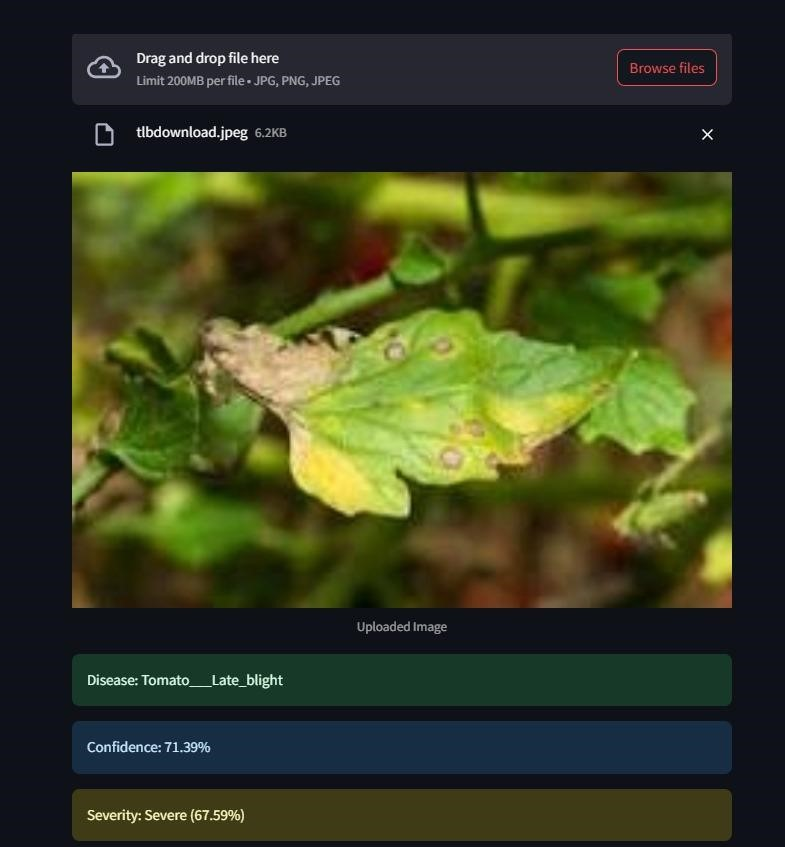 Drag and drop file here
Limit 200MB per file • JPG, PNG, JPEG
Browse files
tlbdownload.jpeg 6.2KB
Uploaded Image
Disease: Tomato___Late_blight
Confidence: 71.39%
Severity: Severe (67.59%)